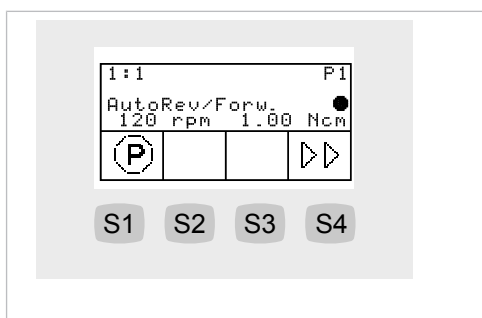 1:1 P1
AutoRev/Forw.
120 rpm 1.00 Ncm
P
S1 S2 S3 S4